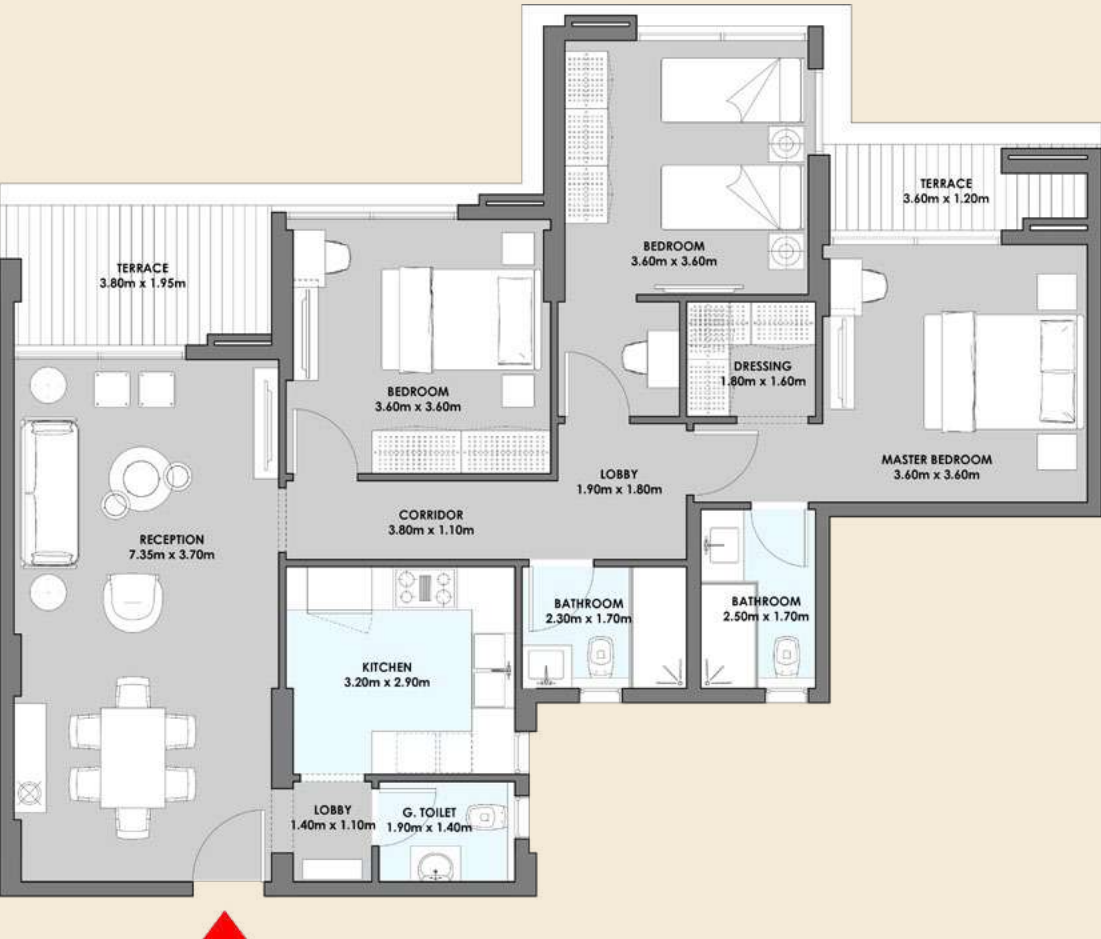 TERRACE
3.60m x 1.20m
BEDROOM
3.60m x 3.60m
TERRACE
3.80m x 1.95m
DRESSING
1.80m x 1.60m
BEDROOM
3.60m x 3.60m
MASTER BEDROOM
3.60m x 3.60m
LOBBY
1.90m x 1.80m
CORRIDOR
3.80m x 1.10m
RECEPTION
7.35m x 3.70m
BATHROOM
2.30m x 1.70m
BATHROOM
2.50m x 1.70m
KITCHEN
3.20m x 2.90m
LOBBY
1.40m x 1.10m
G. TOILET
1.90m x 1.40m